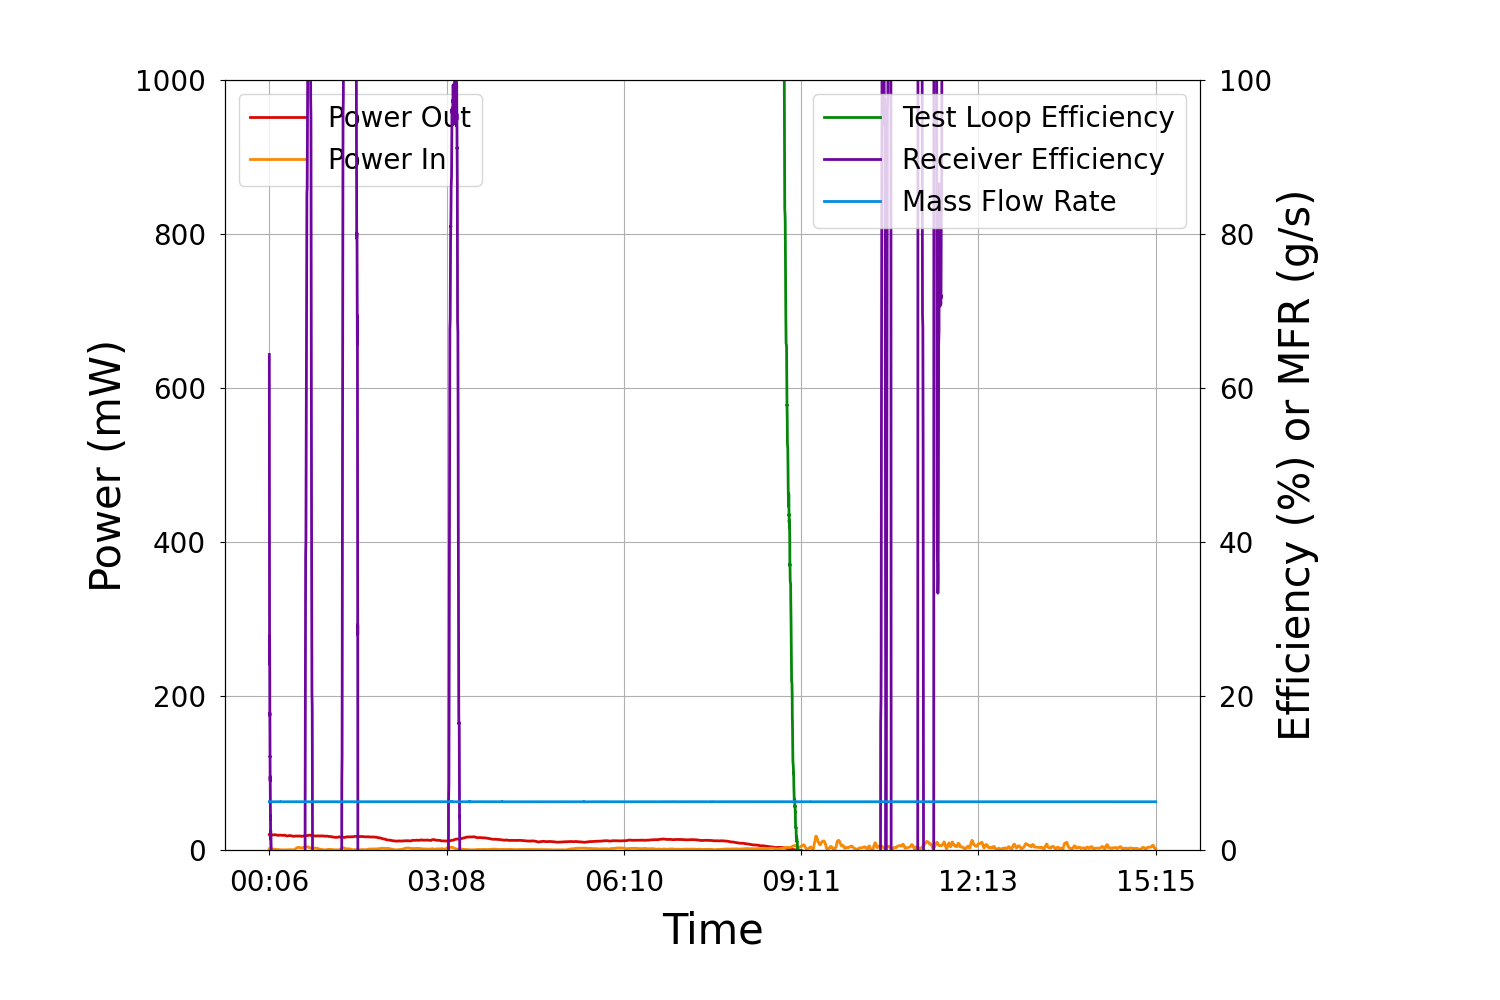 1000
800
600
400
200
0
Power (mW)
Power Out
Power In
Test Loop Efficiency
Receiver Efficiency
Mass Flow Rate
100
80
60
40
20
0
Efficiency (%) or MFR (g/s)
00:06 03:08 06:10 09:11 12:13 15:15
Time